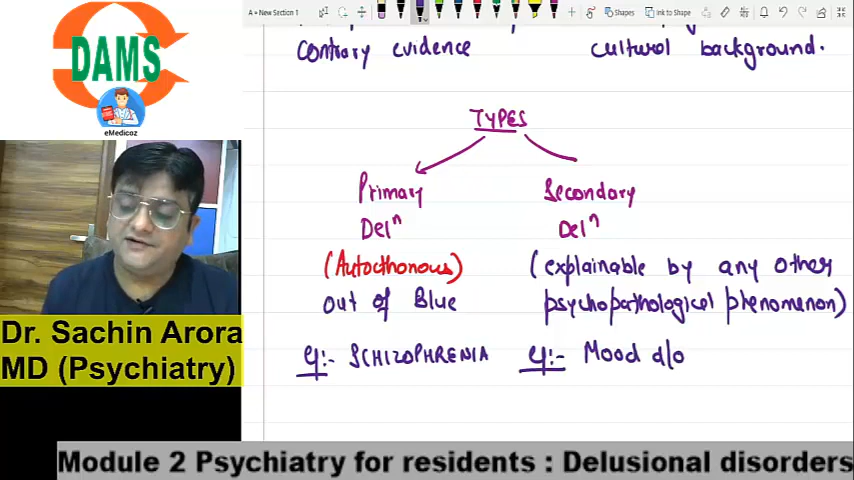 DAMS
eMedicoz
A = New Section 1
Shapes
Ink to Shape
contrary evidence
cultural background.
TYPES
Primary Secondary
Delⁿ Delⁿ
(Autocthonous) (explainable by any other
out of Blue psychopathological phenomenon)
eg:- SCHIZOPHRENIA eg:- Mood d/o
Dr. Sachin Arora
MD (Psychiatry)
Module 2 Psychiatry for residents : Delusional disorders